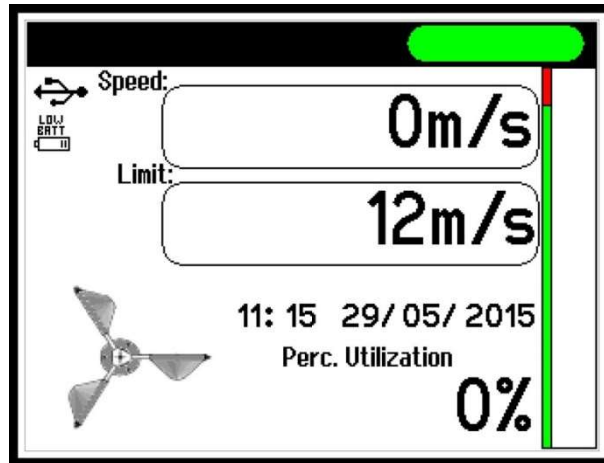 Speed:
0m/s
LOW
BATT
Limit:
12m/s
11: 15 29/05/2015
Perc. Utilization
0%